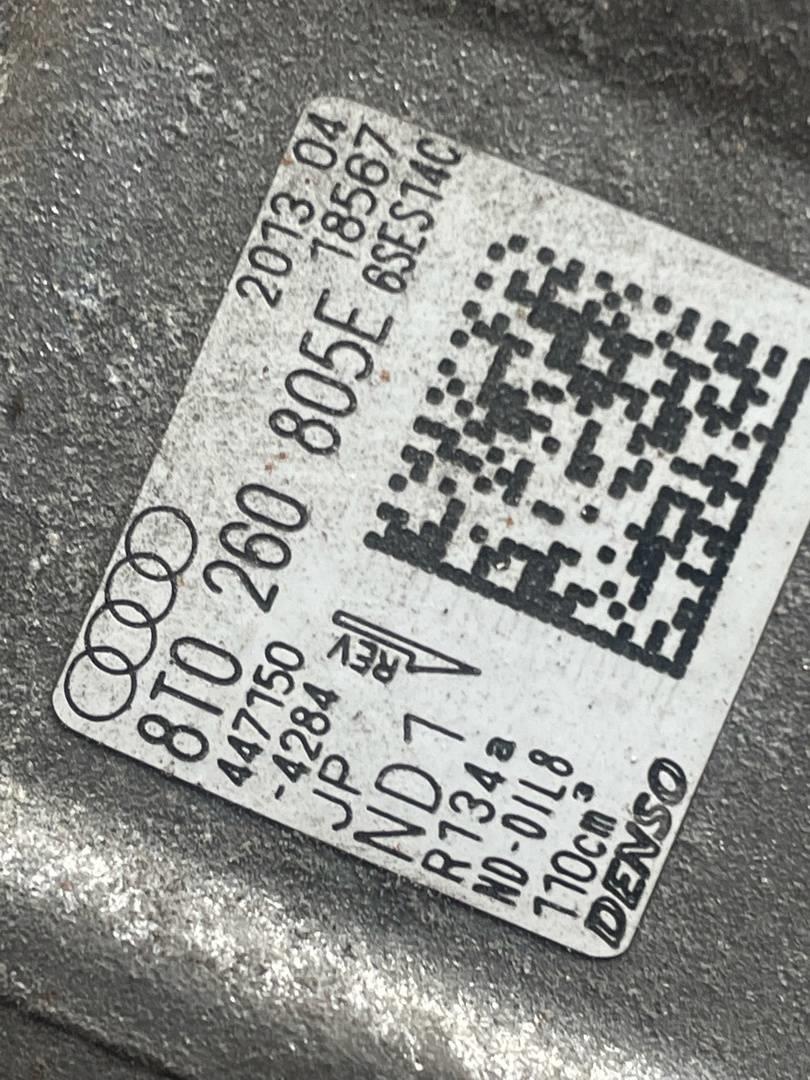 2013 04
18567
8T0 260 805E 6SES14C
447150
-4284
REV
JP
ND 7
R134a
ND-OIL8
110cm³
DENSO